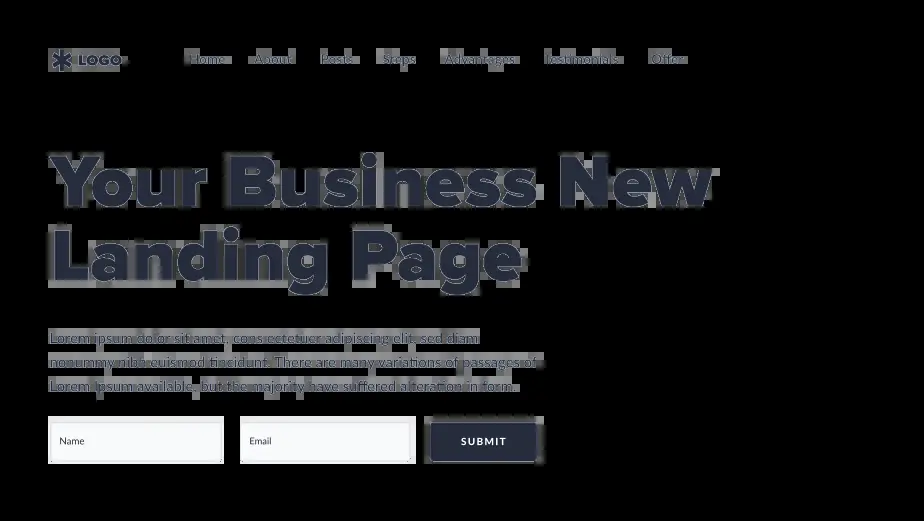 LOGO Home About Posts Steps Advantages Testimonials Offer
Your Business New
Landing Page
Lorem ipsum dolor sit amet, consectetuer adipiscing elit, sed diam
nonummy nibh euismod tincidunt. There are many variations of passages of
Lorem Ipsum available, but the majority have suffered alteration in form.
Name Email SUBMIT